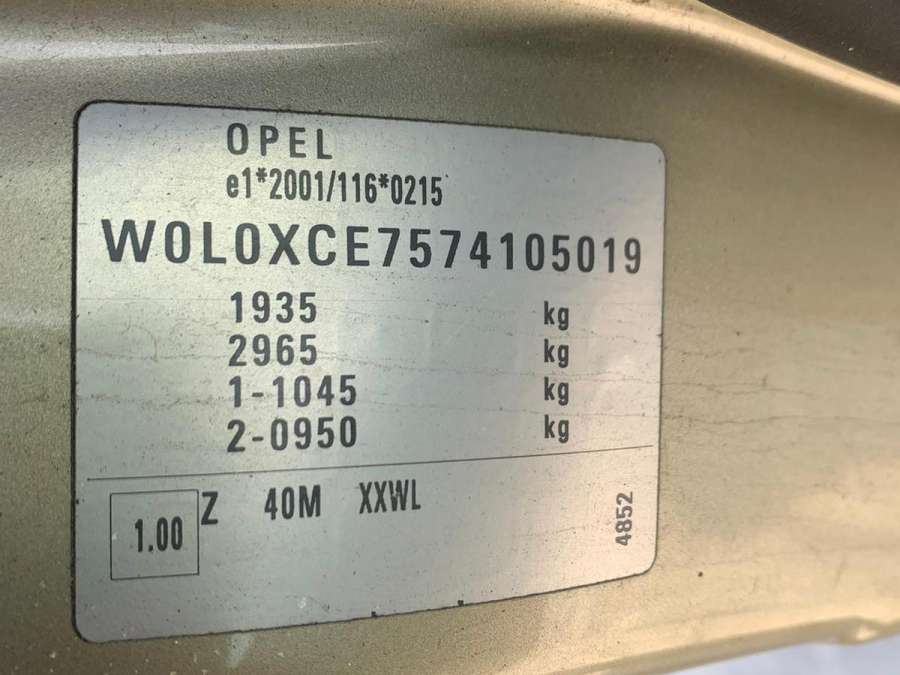 OPEL
e1*2001/116*0215
W0L0XCE7574105019
1935 kg
2965 kg
1-1045 kg
2-0950 kg
1.00 Z 40M XXWL
4852